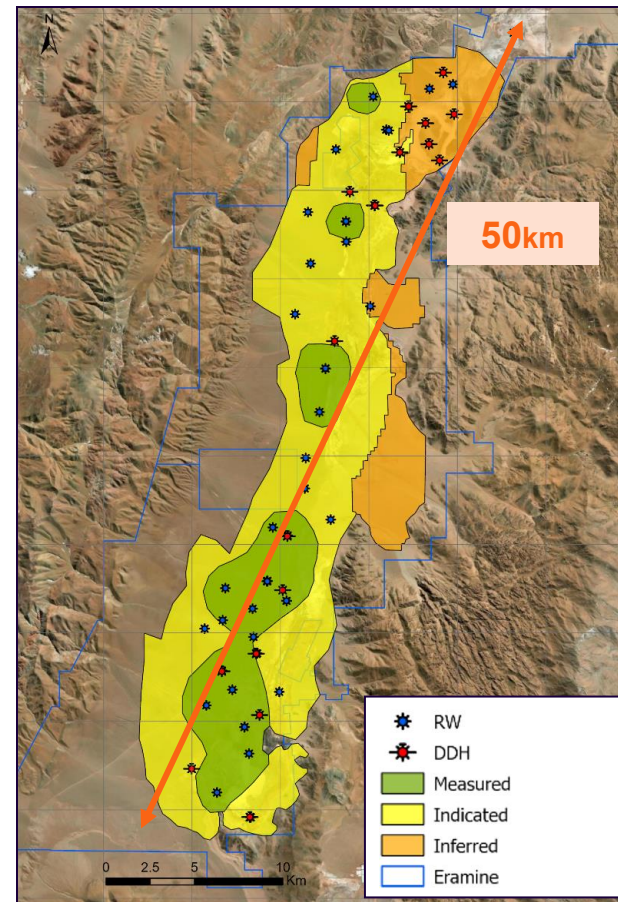 N
50km
RW
DDH
Measured
Indicated
Inferred
Eramine
0 2.5 5 10
Km